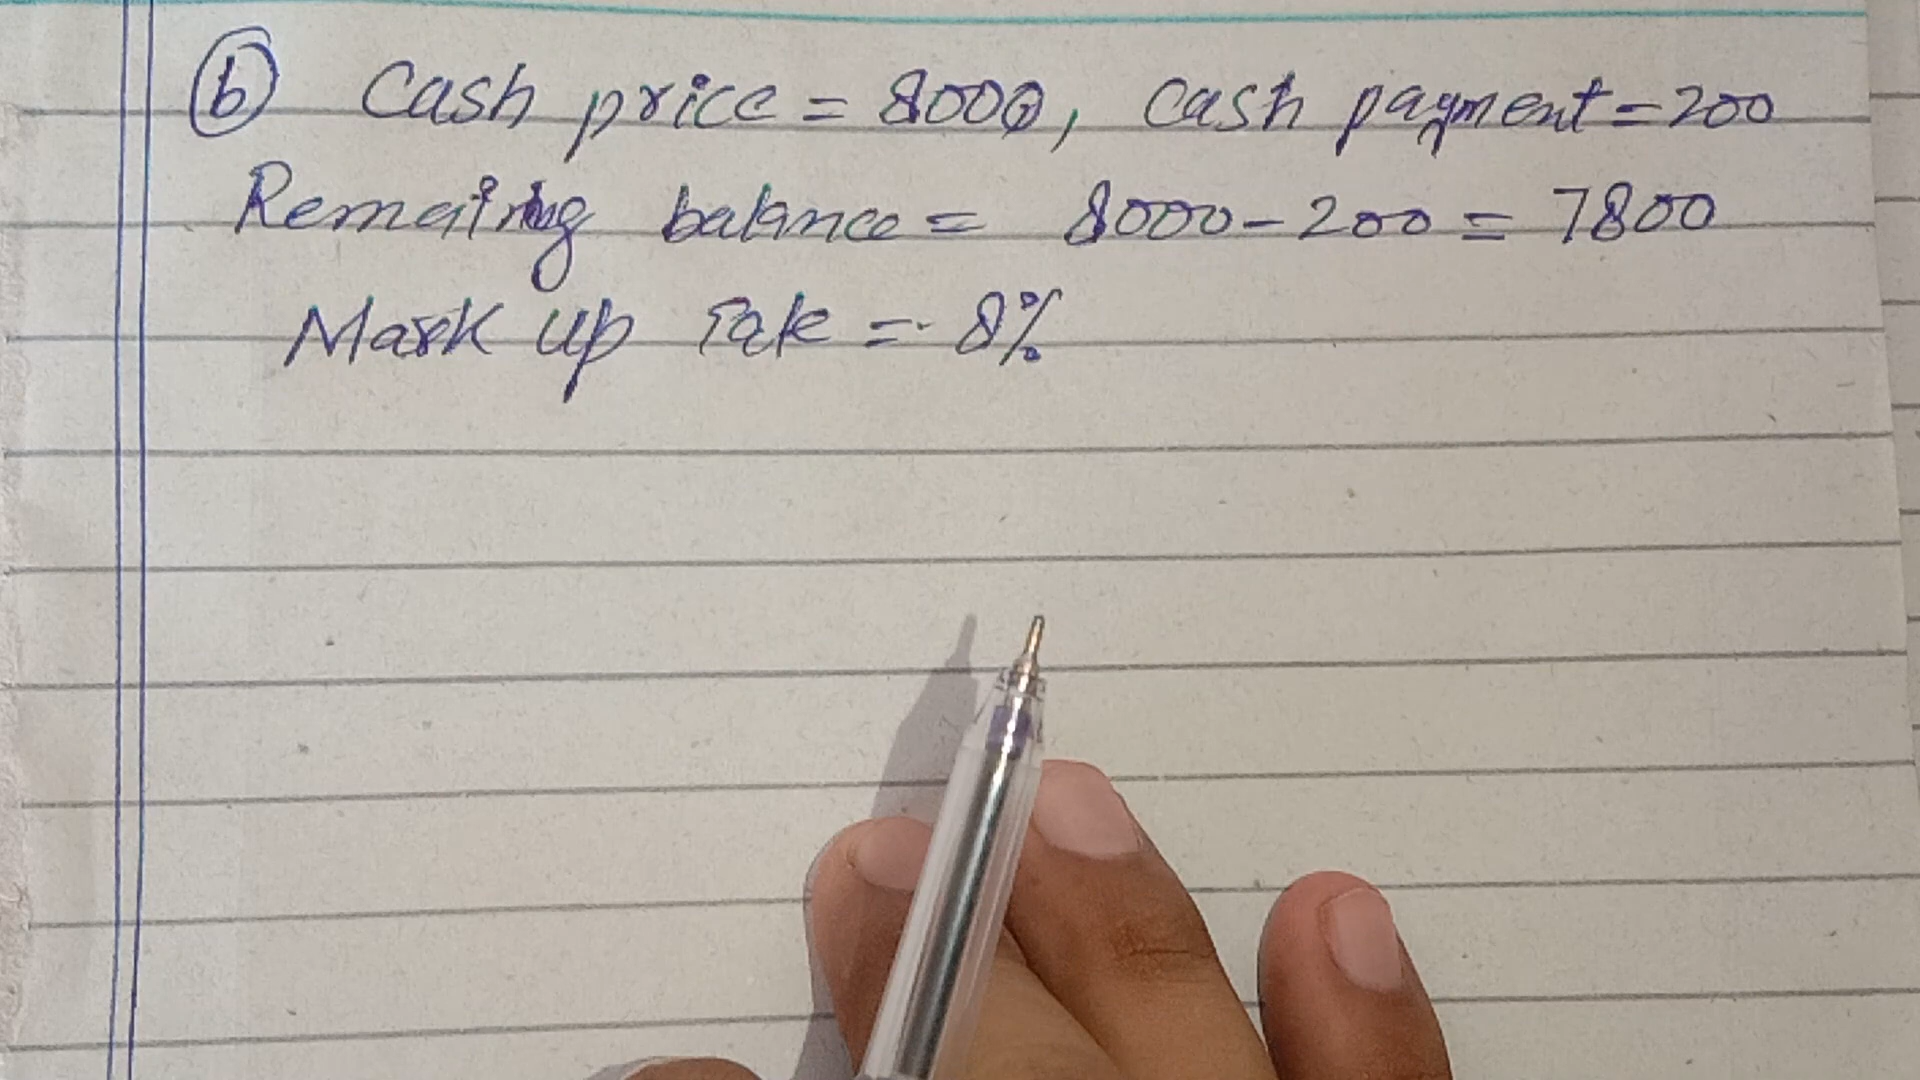 (b) Cash price = 8000, Cash payment = 200
Remaining balance = 8000 - 200 = 7800
Mark up rate = 8%